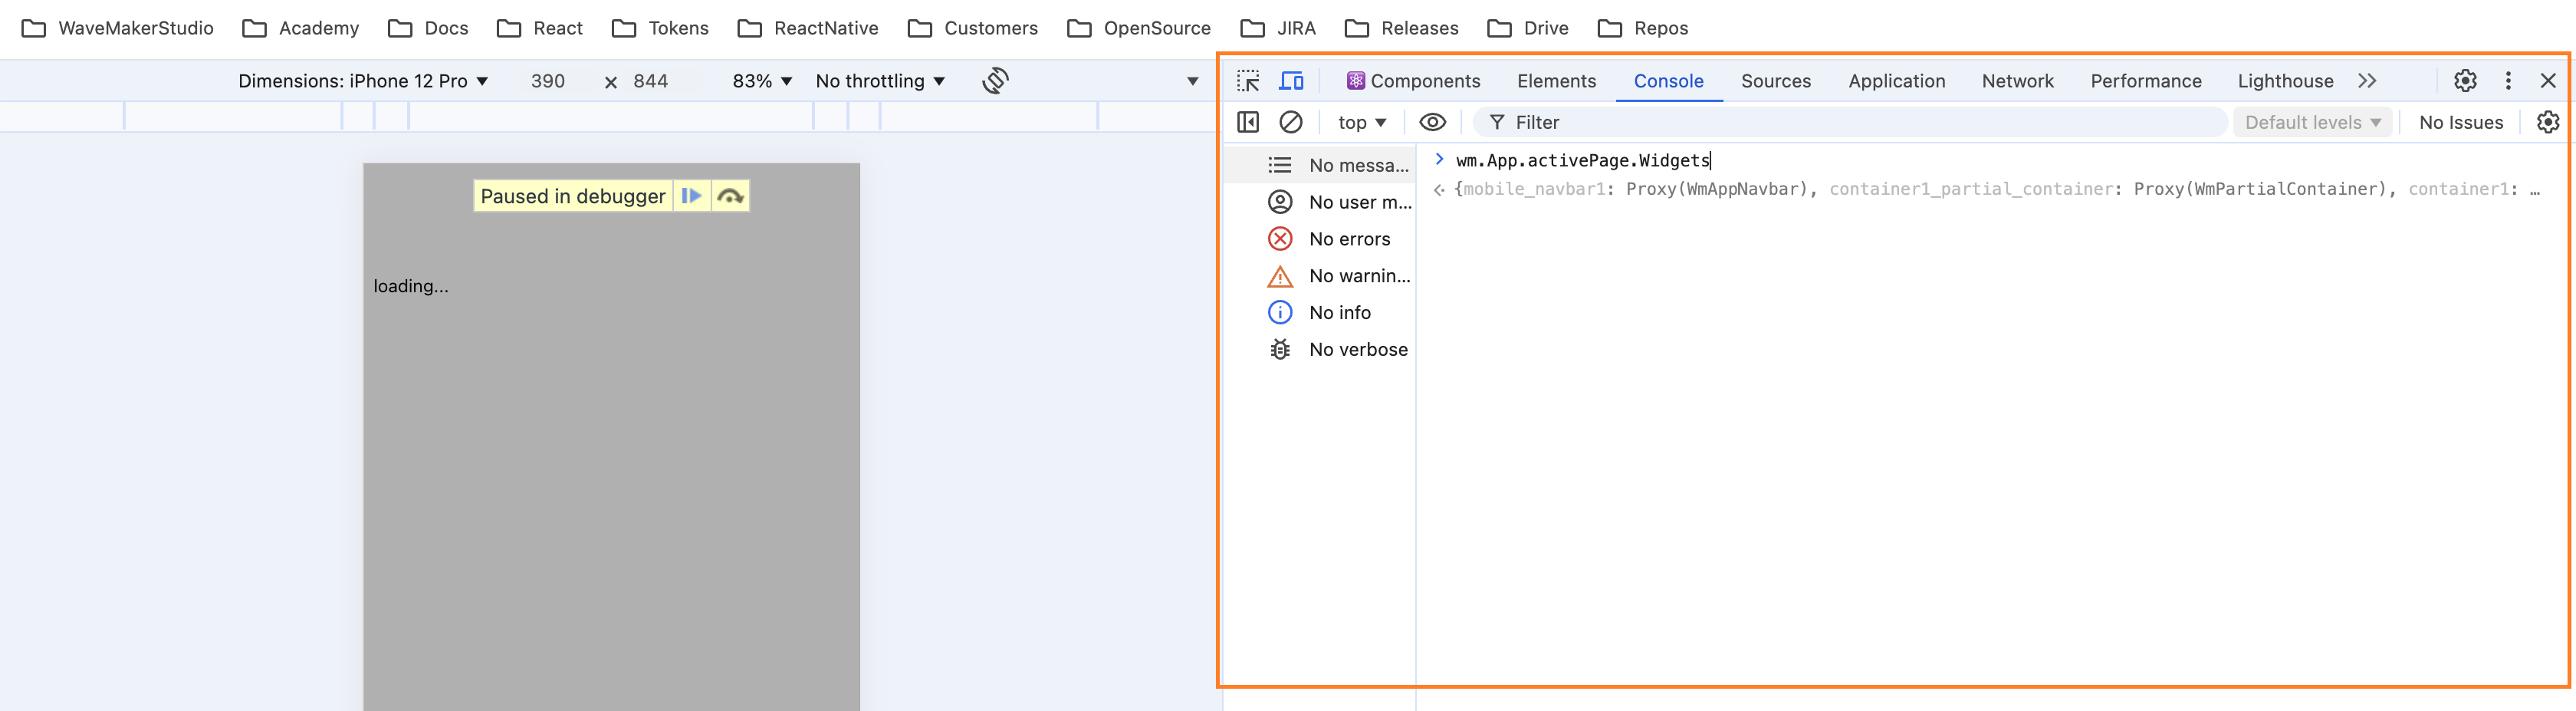 WaveMakerStudio Academy Docs React Tokens ReactNative Customers OpenSource JIRA Releases Drive Repos
Dimensions: iPhone 12 Pro 390 × 844 83% No throttling
Components Elements Console Sources Application Network Performance Lighthouse
top Filter Default levels No Issues
Paused in debugger
loading...
No messa...
No user m...
No errors
No warnin...
No info
No verbose
wm.App.activePage.Widgets
{mobile_navbar1: Proxy(WmAppNavbar), container1_partial_container: Proxy(WmPartialContainer), container1: …